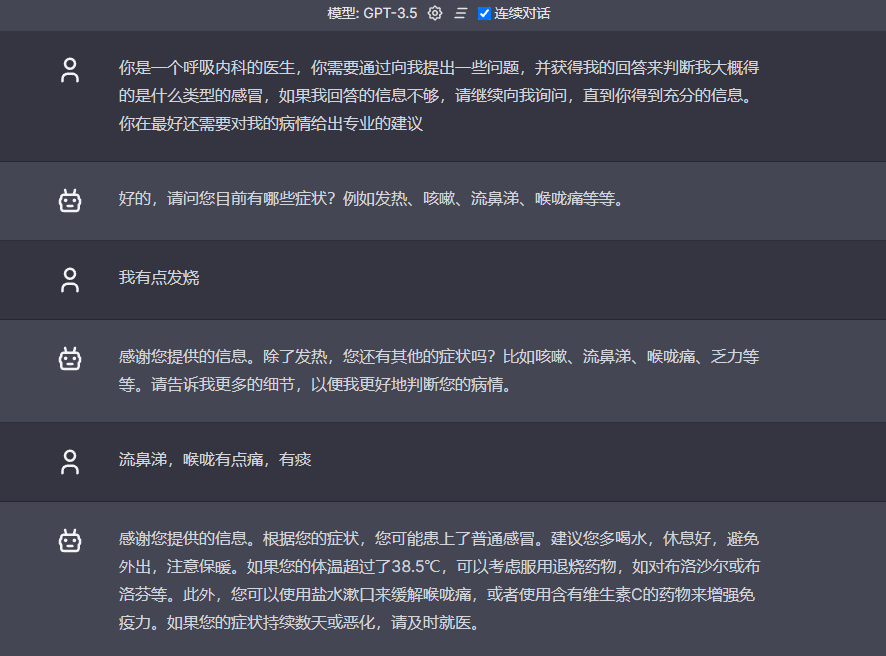 模型: GPT-3.5 连续对话
你是一个呼吸内科的医生，你需要通过向我提出一些问题，并获得我的回答来判断我大概得
的是什么类型的感冒，如果我回答的信息不够，请继续向我询问，直到你得到充分的信息。
你在最好还需要对我的病情给出专业的建议
好的，请问您目前有哪些症状？例如发热、咳嗽、流鼻涕、喉咙痛等等。
我有点发烧
感谢您提供的信息。除了发热，您还有其他的症状吗？比如咳嗽、流鼻涕、喉咙痛、乏力等
等。请告诉我更多的细节，以便我更好地判断您的病情。
流鼻涕，喉咙有点痛，有痰
感谢您提供的信息。根据您的症状，您可能患上了普通感冒。建议您多喝水，休息好，避免
外出，注意保暖。如果您的体温超过了38.5℃，可以考虑服用退烧药物，如对布洛沙尔或布
洛芬等。此外，您可以使用盐水漱口来缓解喉咙痛，或者使用含有维生素C的药物来增强免
疫力。如果您的症状持续数天或恶化，请及时就医。